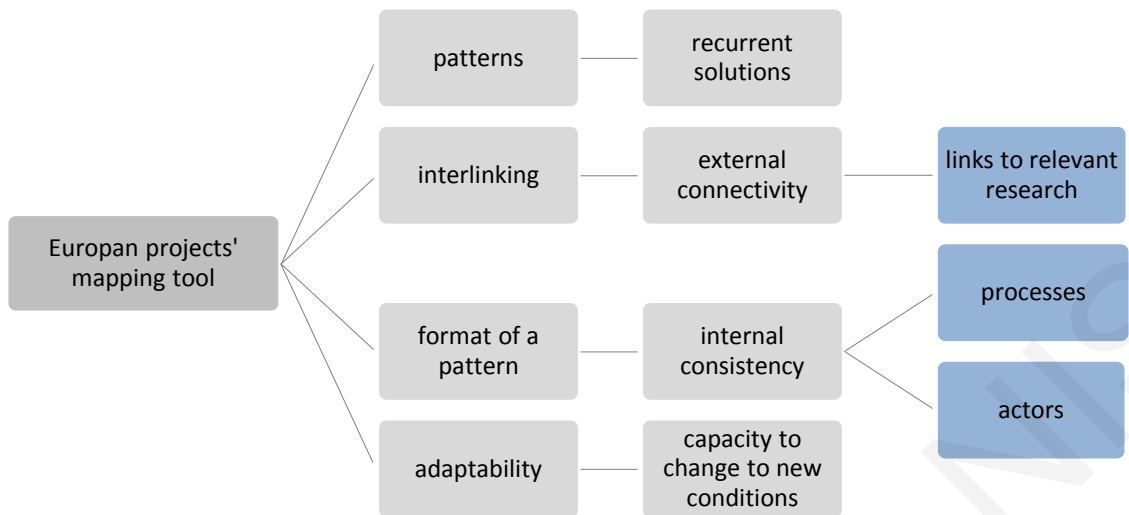 patterns
recurrent
solutions
interlinking
external
connectivity
links to relevant
research
Europan projects'
mapping tool
processes
format of a
pattern
internal
consistency
actors
adaptability
capacity to
change to new
conditions